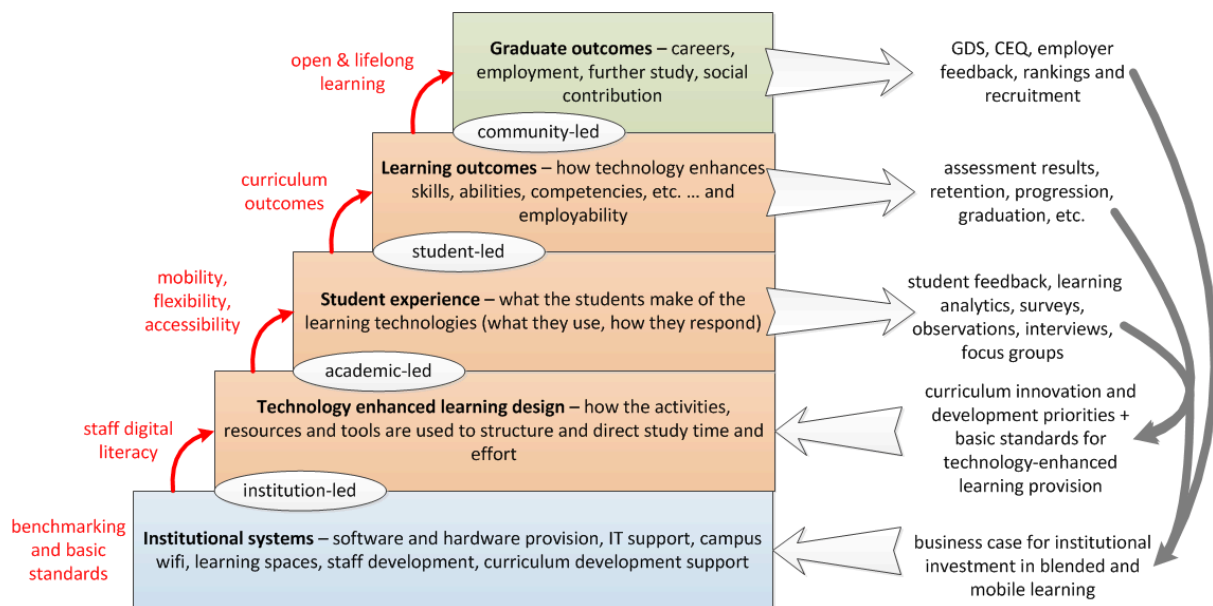 Graduate outcomes – careers,
employment, further study, social
contribution
open & lifelong
learning
GDS, CEQ, employer
feedback, rankings and
recruitment
community-led
Learning outcomes – how technology enhances
skills, abilities, competencies, etc. … and
employability
curriculum
outcomes
assessment results,
retention, progression,
graduation, etc.
student-led
mobility,
flexibility,
accessibility
Student experience – what the students make of the
learning technologies (what they use, how they respond)
student feedback, learning
analytics, surveys,
observations, interviews,
focus groups
academic-led
Technology enhanced learning design – how the activities,
resources and tools are used to structure and direct study time and
effort
staff digital
literacy
curriculum innovation and
development priorities +
basic standards for
technology-enhanced
learning provision
institution-led
benchmarking
and basic
standards
Institutional systems – software and hardware provision, IT support, campus
wifi, learning spaces, staff development, curriculum development support
business case for institutional
investment in blended and
mobile learning